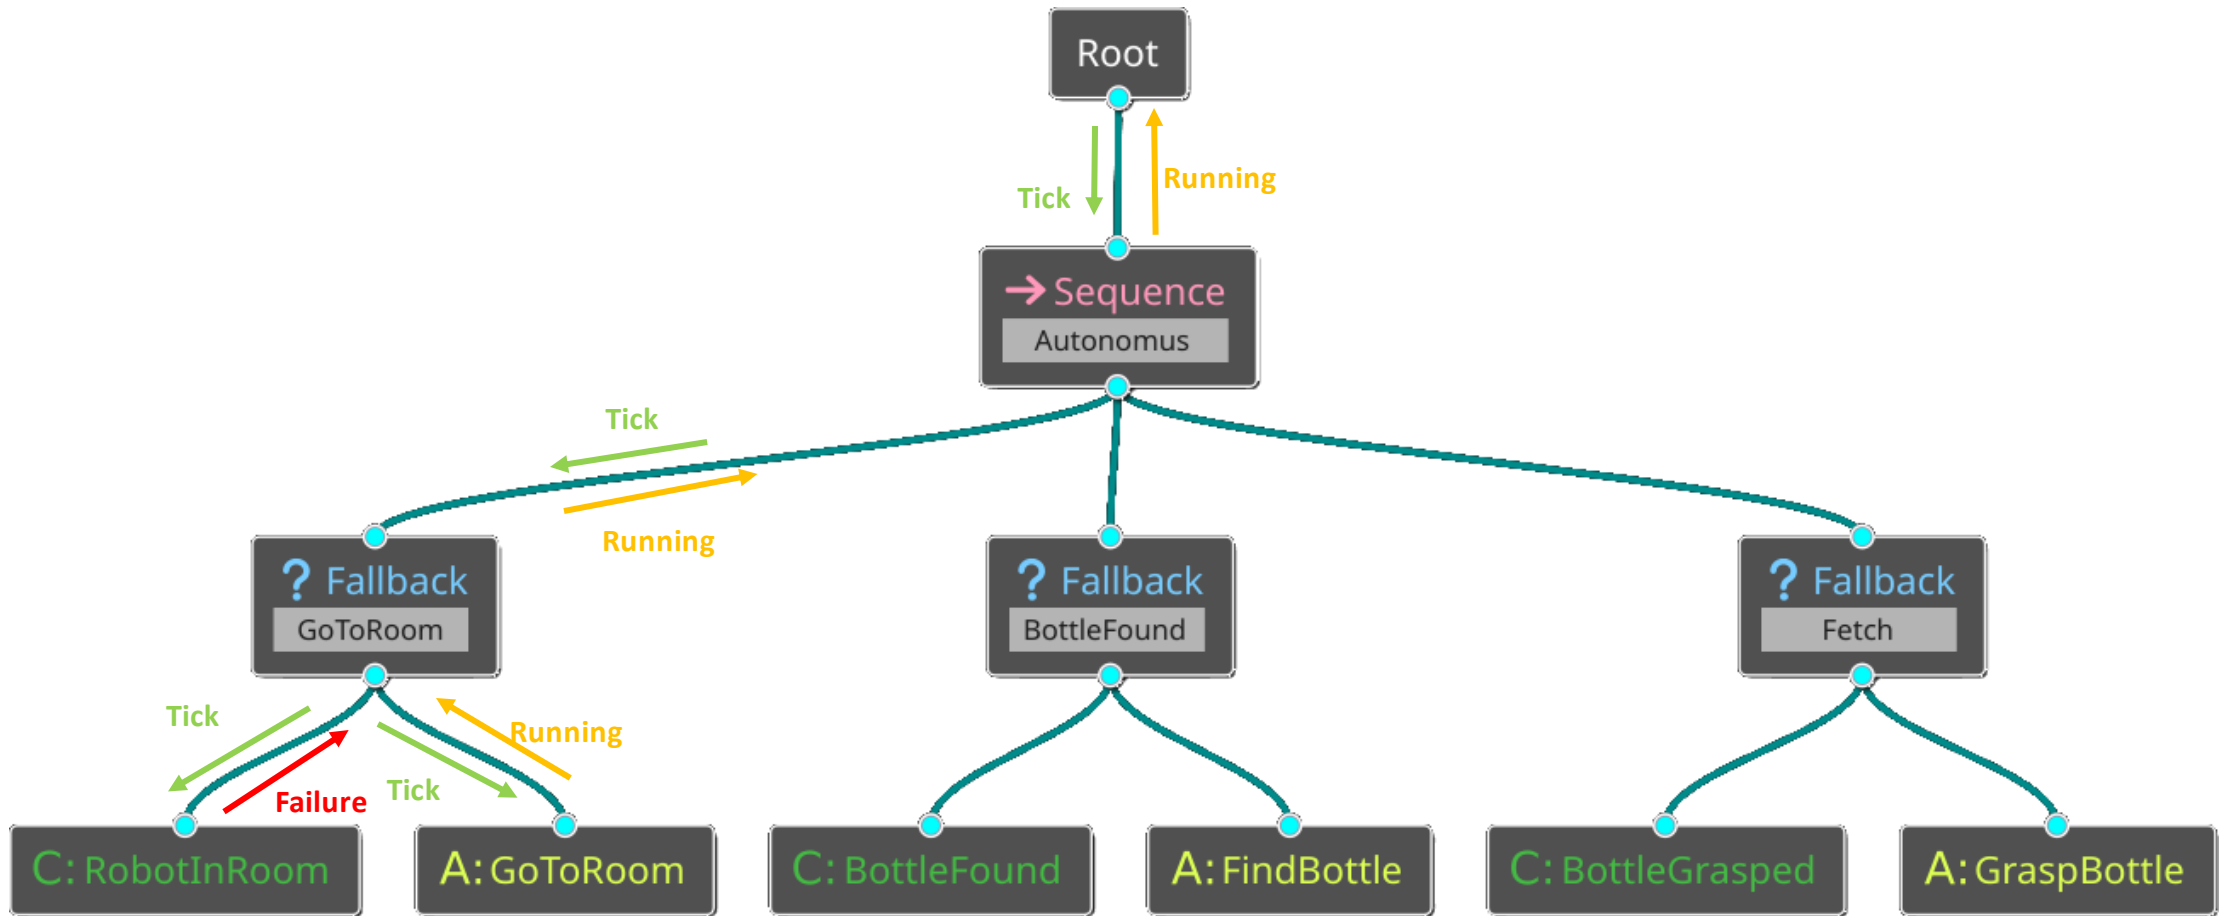 Root
Tick
Running
Sequence
Autonomus
Tick
Running
? Fallback
GoToRoom
? Fallback
BottleFound
? Fallback
Fetch
Tick
Failure
Tick
Running
C: RobotInRoom
A: GoToRoom
C: BottleFound
A: FindBottle
C: BottleGrasped
A: GraspBottle